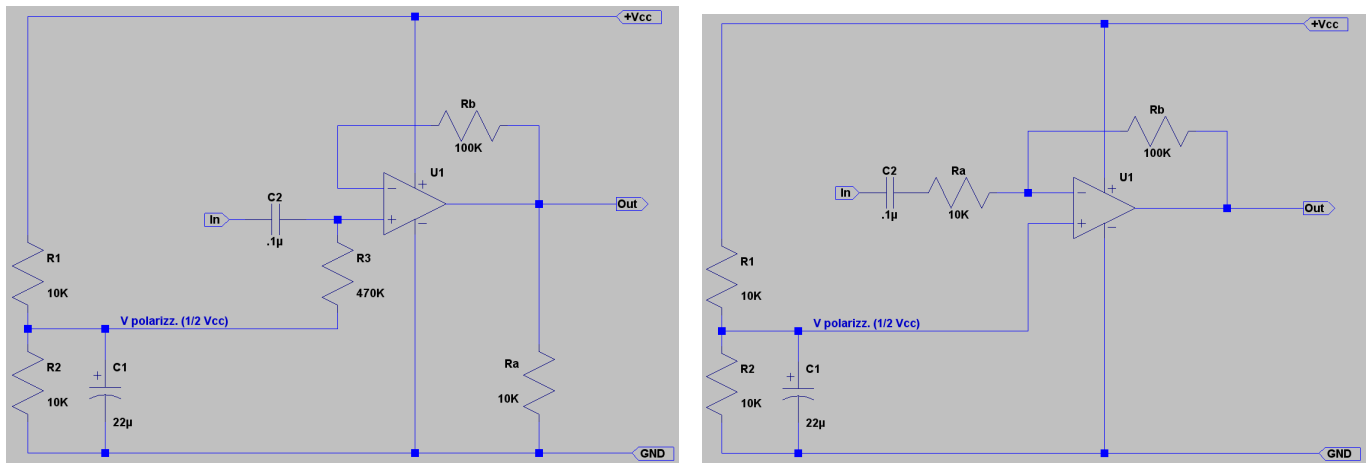 +Vcc
Rb
100K
U1
+
C2
−
In
+
Out
−
.1µ
R1
R3
10K
470K
V polarizz. (1/2 Vcc)
R2
+
C1
Ra
10K
10K
22µ
GND
+Vcc
Rb
100K
C2
Ra
U1
+
In
−
.1µ
10K
Out
+
−
R1
10K
V polarizz. (1/2 Vcc)
R2
+
C1
10K
22µ
GND